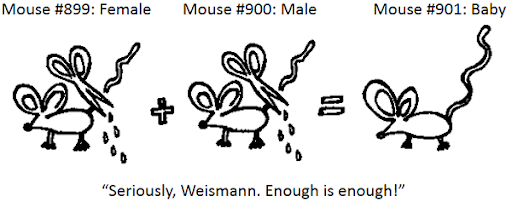 Mouse #899: Female Mouse #900: Male Mouse #901: Baby
+ =
“Seriously, Weismann. Enough is enough!”